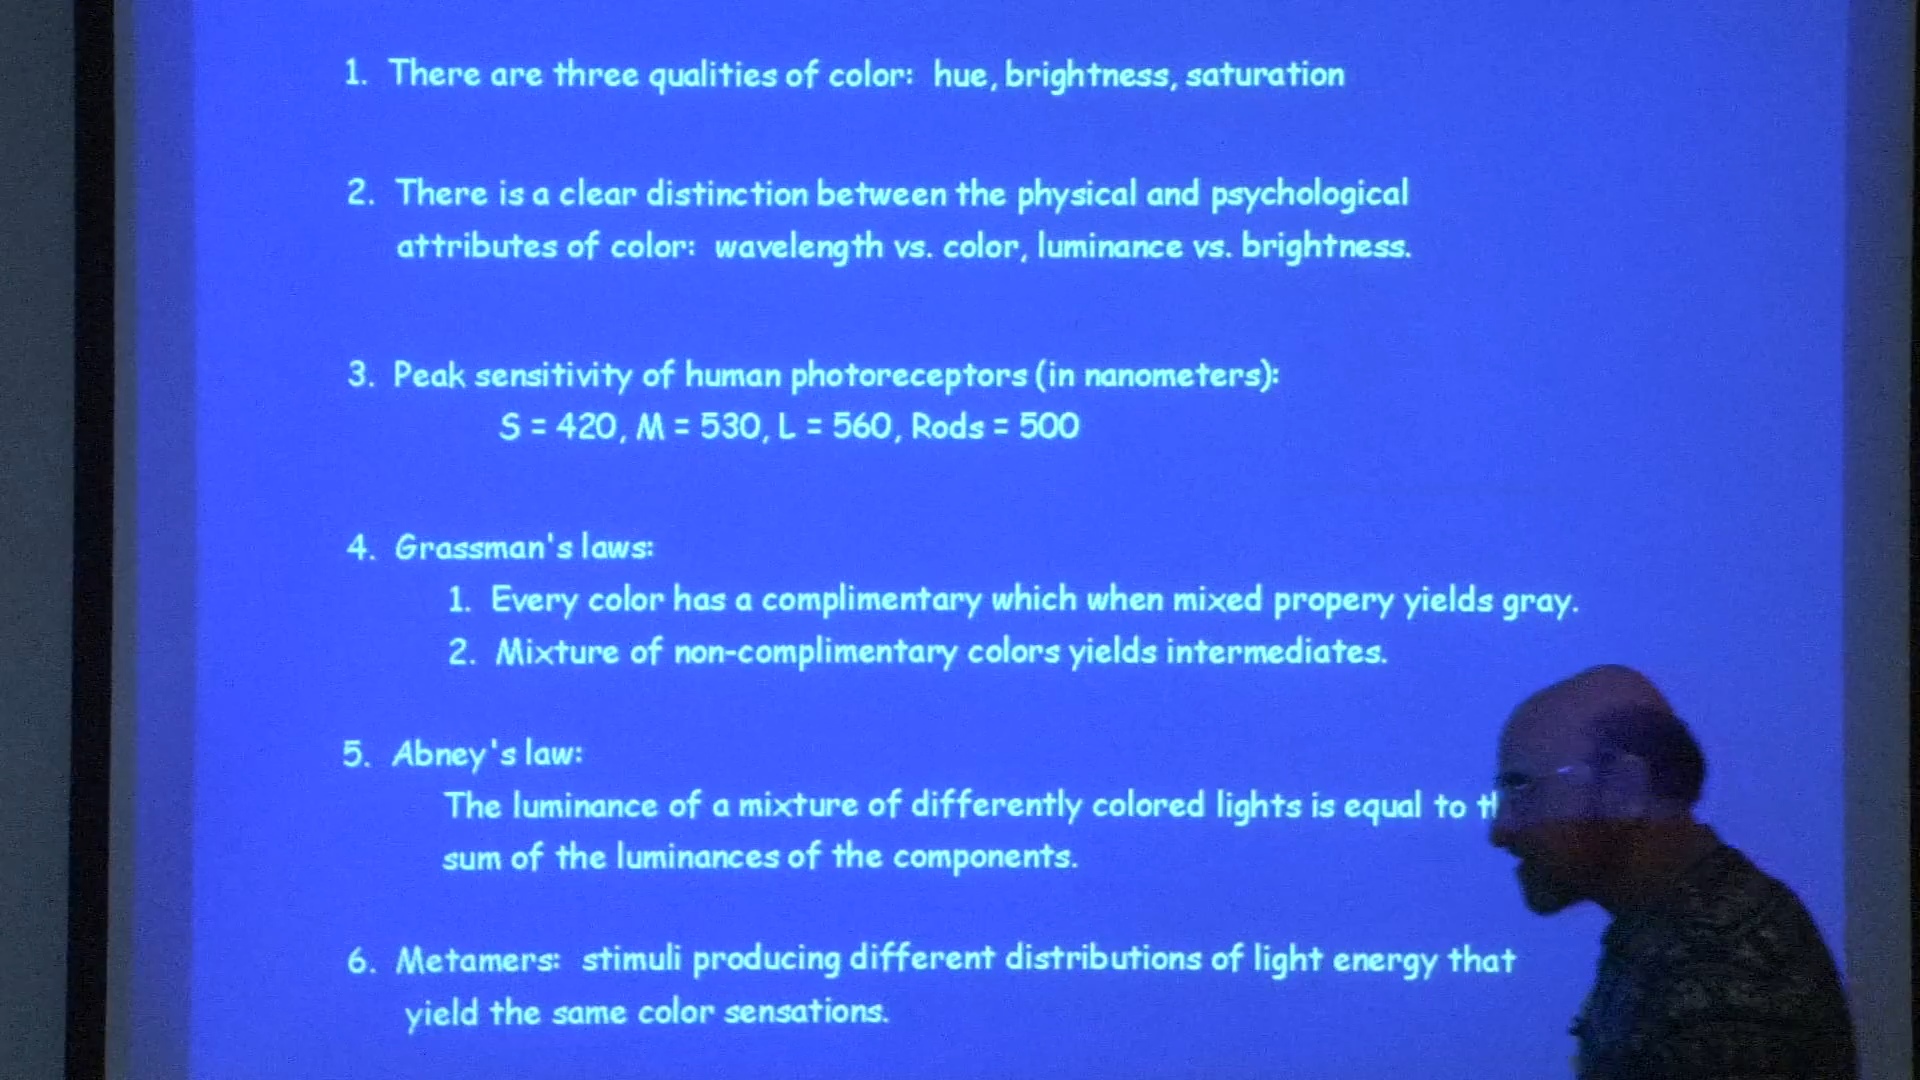 1. There are three qualities of color: hue, brightness, saturation
2. There is a clear distinction between the physical and psychological
attributes of color: wavelength vs. color, luminance vs. brightness.
3. Peak sensitivity of human photoreceptors (in nanometers):
S = 420, M = 530, L = 560, Rods = 500
4. Grassman's laws:
1. Every color has a complimentary which when mixed propery yields gray.
2. Mixture of non-complimentary colors yields intermediates.
5. Abney's law:
The luminance of a mixture of differently colored lights is equal to
sum of the luminances of the components.
6. Metamers: stimuli producing different distributions of light energy that
yield the same color sensations.